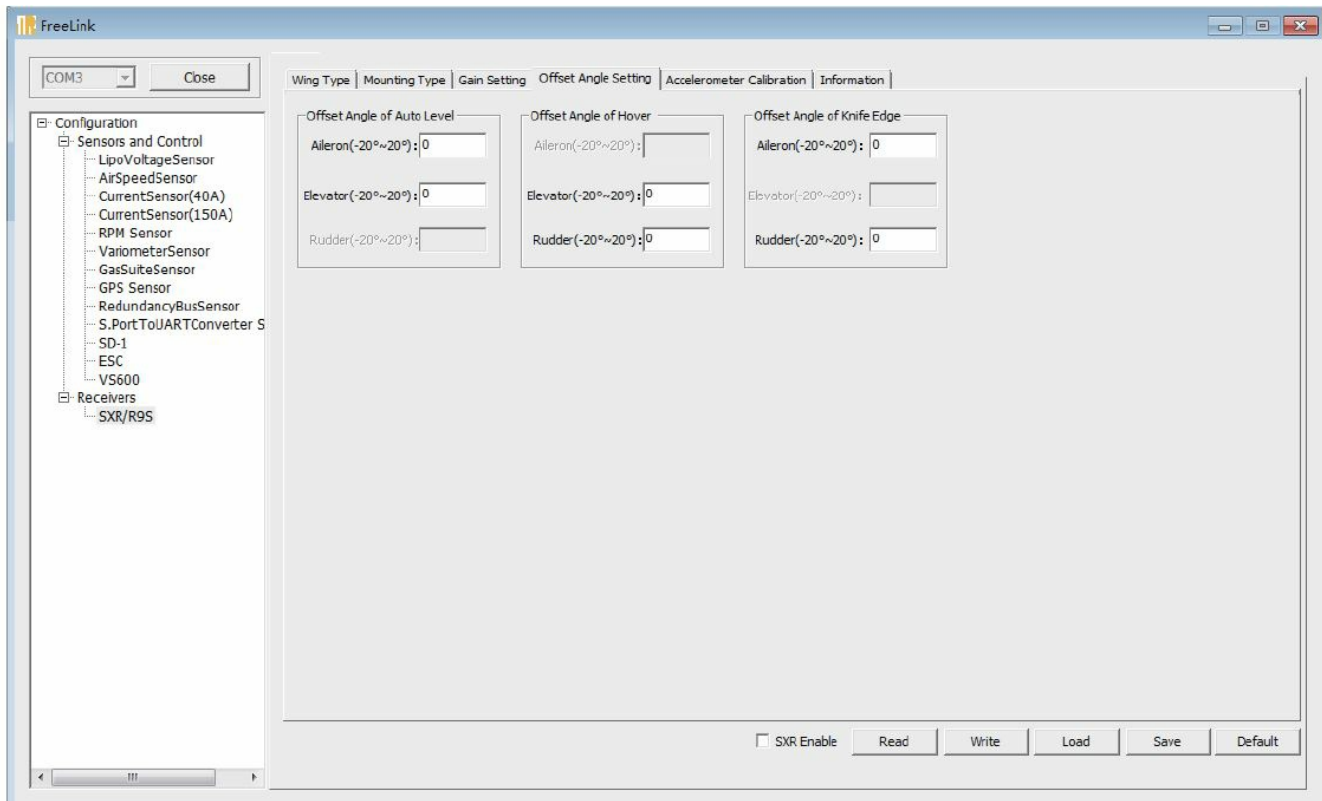 FreeLink
COM3 Close
Configuration
Sensors and Control
LipoVoltageSensor
AirSpeedSensor
CurrentSensor(40A)
CurrentSensor(150A)
RPM Sensor
VariometerSensor
GasSuiteSensor
GPS Sensor
RedundancyBusSensor
S.PortToUARTConverter S
SD-1
ESC
VS600
Receivers
SXR/R9S
Wing Type Mounting Type Gain Setting Offset Angle Setting Accelerometer Calibration Information
Offset Angle of Auto Level
Aileron(-20°~20°): 0
Elevator(-20°~20°): 0
Rudder(-20°~20°):
Offset Angle of Hover
Aileron(-20°~20°):
Elevator(-20°~20°): 0
Rudder(-20°~20°): 0
Offset Angle of Knife Edge
Aileron(-20°~20°): 0
Elevator(-20°~20°):
Rudder(-20°~20°): 0
SXR Enable Read Write Load Save Default